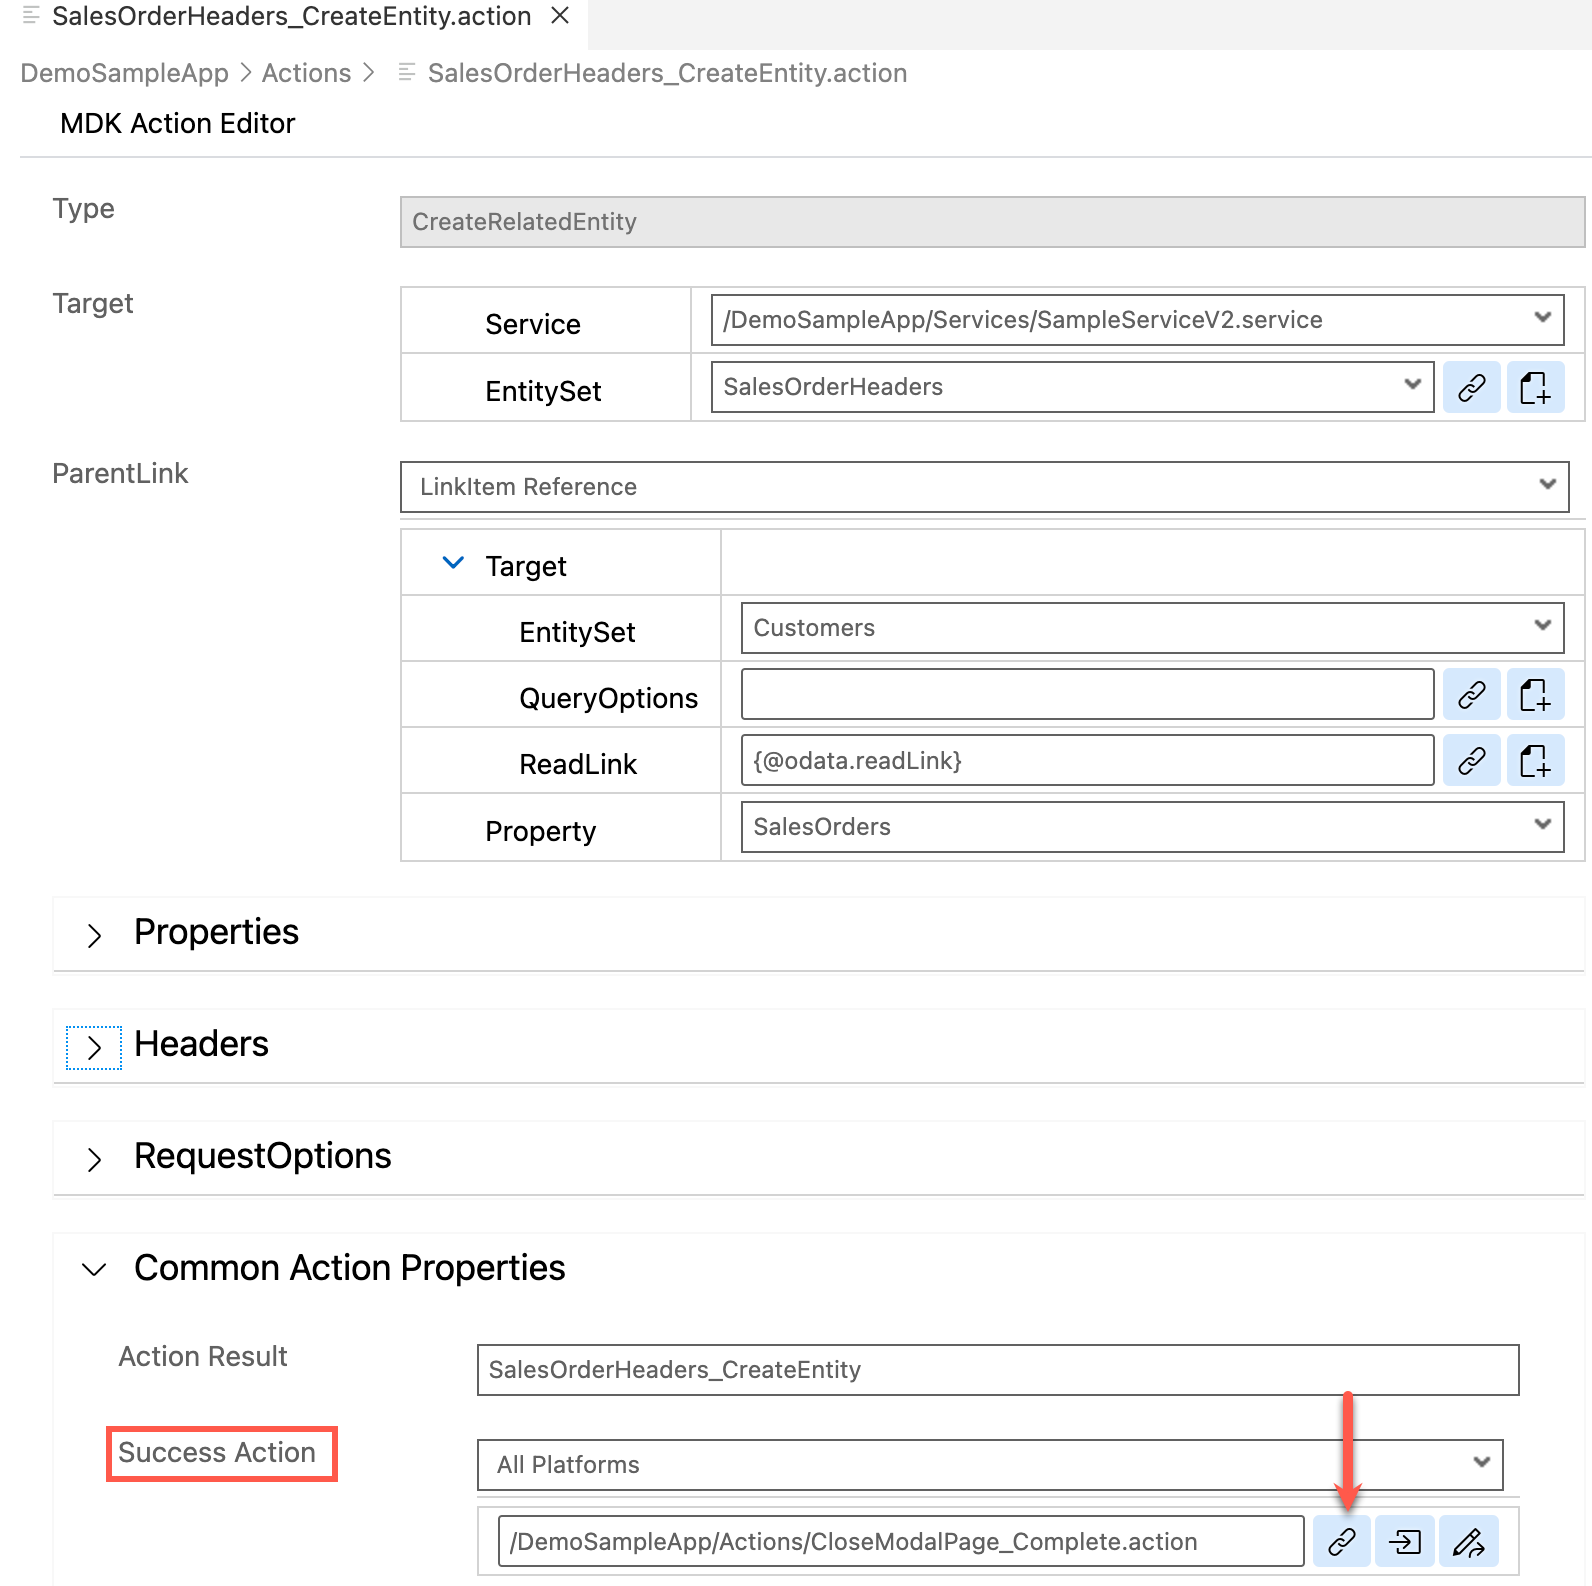 SalesOrderHeaders_CreateEntity.action
DemoSampleApp > Actions > SalesOrderHeaders_CreateEntity.action
MDK Action Editor
Type
CreateRelatedEntity
Target
Service
/DemoSampleApp/Services/SampleServiceV2.service
EntitySet
SalesOrderHeaders
ParentLink
LinkItem Reference
Target
EntitySet
Customers
QueryOptions
ReadLink
{@odata.readLink}
Property
SalesOrders
Properties
Headers
RequestOptions
Common Action Properties
Action Result
SalesOrderHeaders_CreateEntity
Success Action
All Platforms
/DemoSampleApp/Actions/CloseModalPage_Complete.action